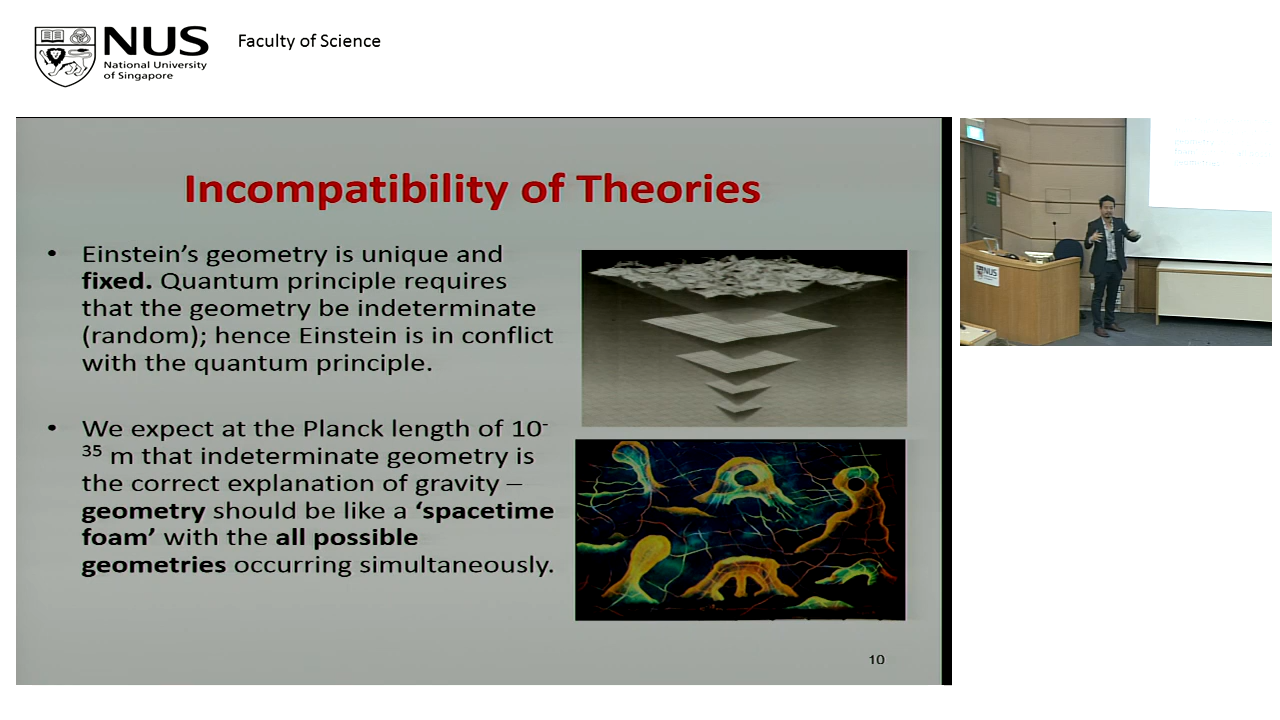 NUS
National University
of Singapore
Faculty of Science
Incompatibility of Theories
• Einstein’s geometry is unique and
fixed. Quantum principle requires
that the geometry be indeterminate
(random); hence Einstein is in conflict
with the quantum principle.
• We expect at the Planck length of 10-
35 m that indeterminate geometry is
the correct explanation of gravity –
geometry should be like a ‘spacetime
foam’ with the all possible
geometries occurring simultaneously.
10
NUS